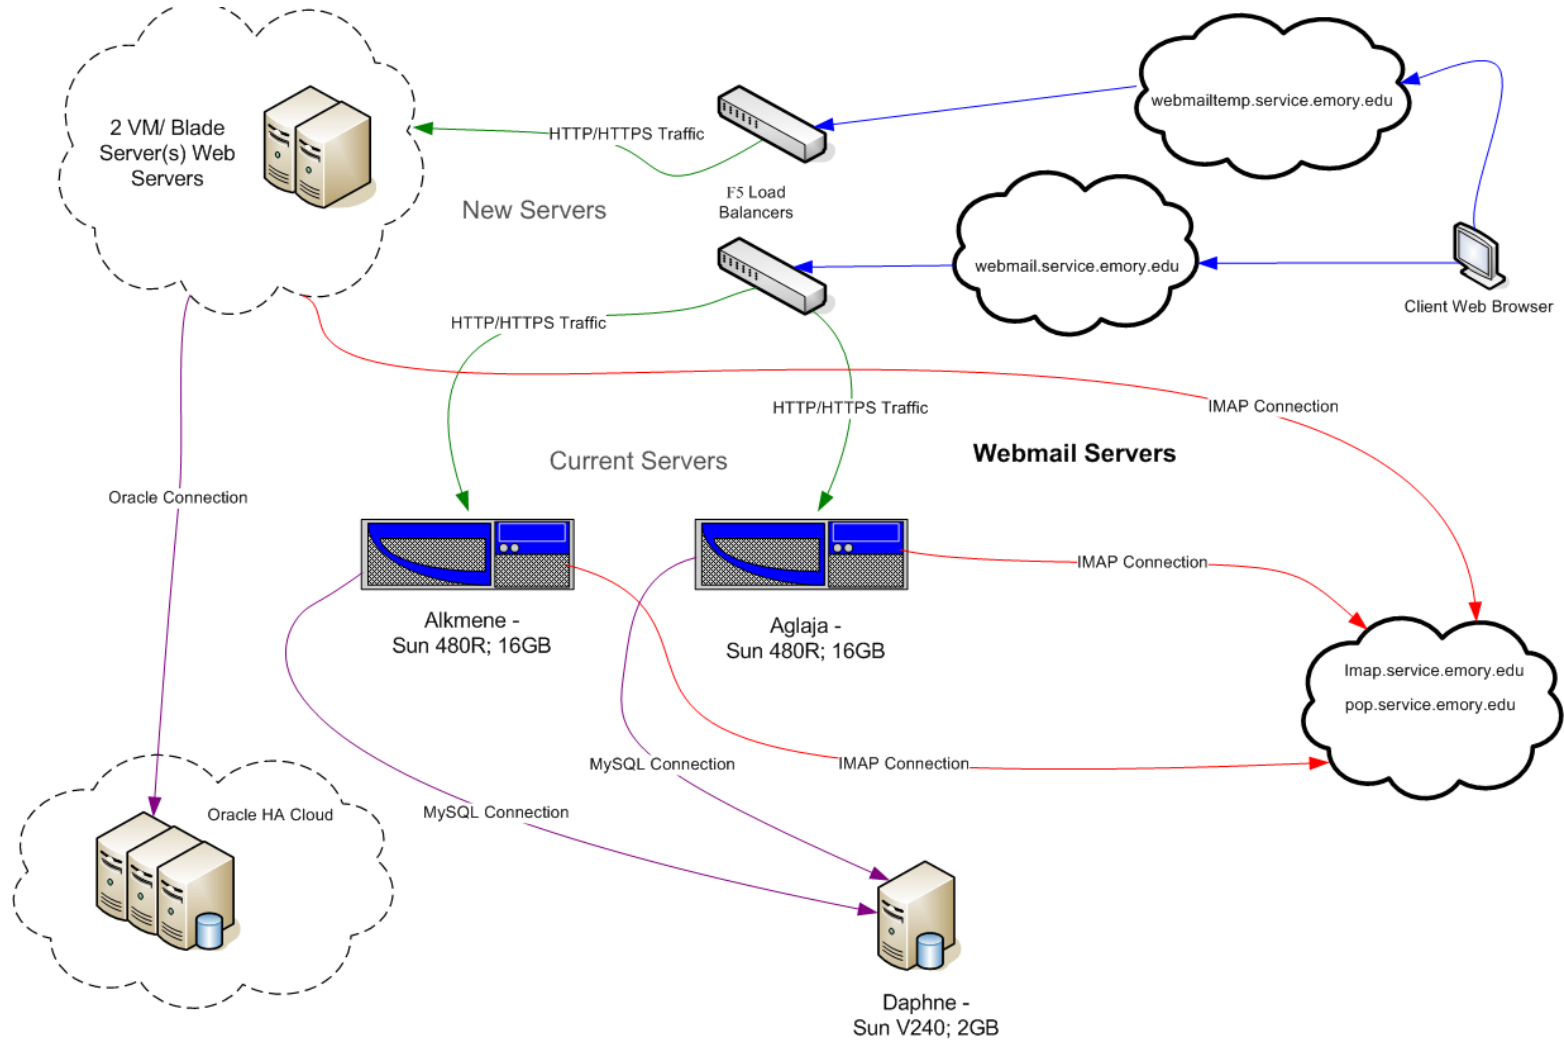 webmailtemp.service.emory.edu
2 VM/ Blade
Server(s) Web
Servers
HTTP/HTTPS Traffic
F5 Load
Balancers
New Servers
webmail.service.emory.edu
Client Web Browser
HTTP/HTTPS Traffic
HTTP/HTTPS Traffic
IMAP Connection
Current Servers
Webmail Servers
Oracle Connection
IMAP Connection
Alkmene -
Sun 480R; 16GB
Aglaja -
Sun 480R; 16GB
Imap.service.emory.edu
pop.service.emory.edu
MySQL Connection
IMAP Connection
Oracle HA Cloud
MySQL Connection
Daphne -
Sun V240; 2GB